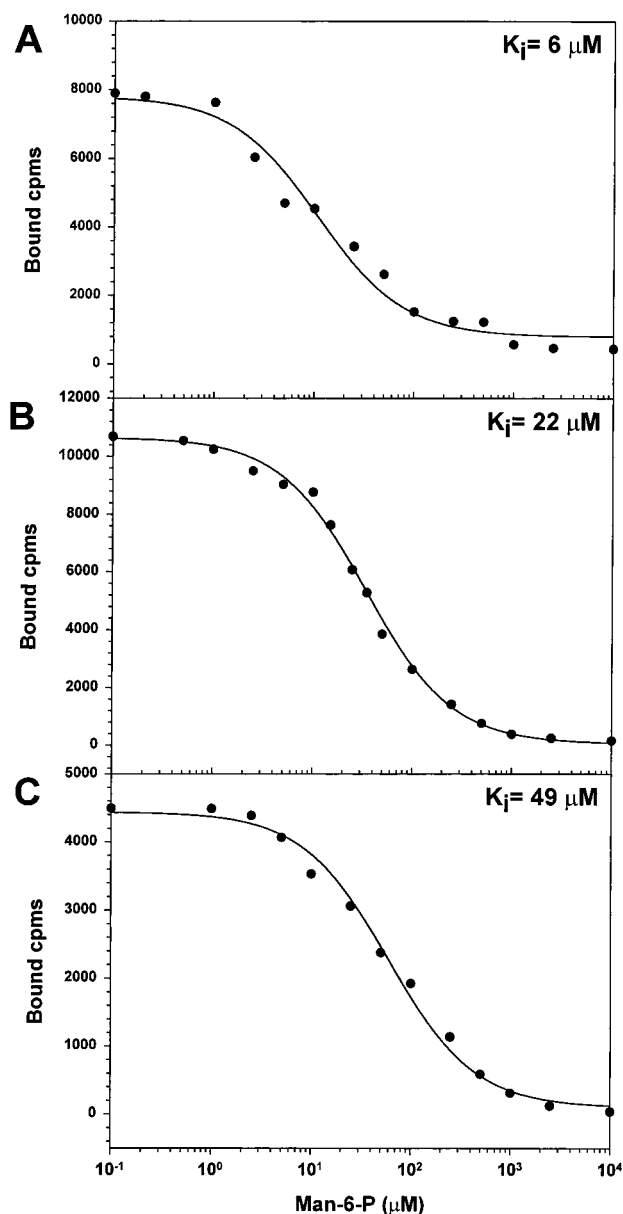 A
Kᵢ= 6 μM
10000
8000
6000
4000
2000
0
Bound cpms
B
Kᵢ= 22 μM
12000
10000
8000
6000
4000
2000
0
Bound cpms
C
Kᵢ= 49 μM
5000
4000
3000
2000
1000
0
Bound cpms
10⁻¹ 10⁰ 10¹ 10² 10³ 10⁴
Man-6-P (μM)